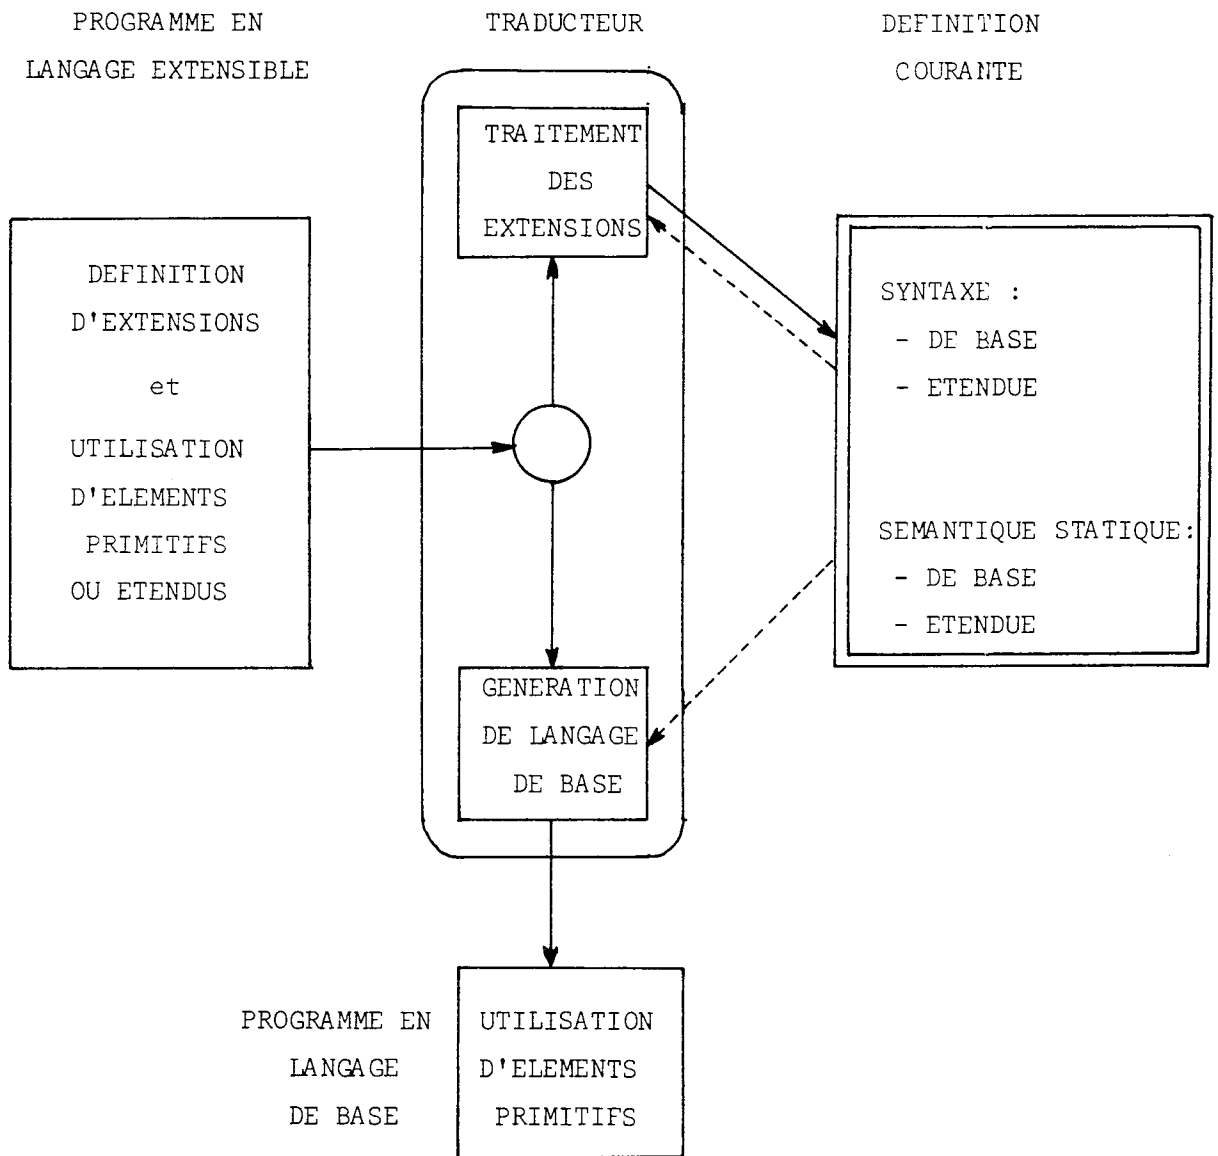 PROGRAMME EN
LANGAGE EXTENSIBLE
TRADUCTEUR
DEFINITION
COURANTE
TRAITEMENT
DES
EXTENSIONS
DEFINITION
D'EXTENSIONS
et
UTILISATION
D'ELEMENTS
PRIMITIFS
OU ETENDUS
SYNTAXE :
- DE BASE
- ETENDUE
SEMANTIQUE STATIQUE:
- DE BASE
- ETENDUE
GENERATION
DE LANGAGE
DE BASE
PROGRAMME EN
LANGAGE
DE BASE
UTILISATION
D'ELEMENTS
PRIMITIFS